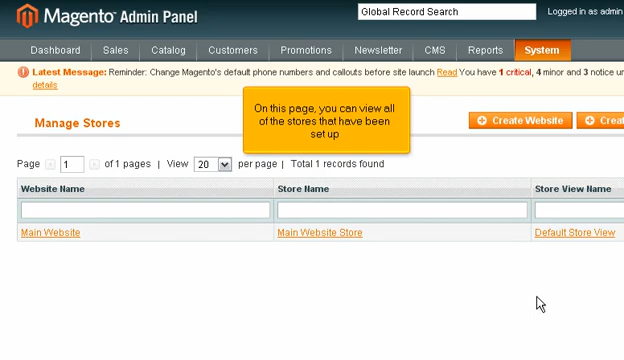 Magento Admin Panel
Global Record Search
Logged in as admin
Dashboard Sales Catalog Customers Promotions Newsletter CMS Reports System
Latest Message: Reminder: Change Magento's default phone numbers and callouts before site launch Read You have 1 critical, 4 minor and 3 notice
details
On this page, you can view all
of the stores that have been
set up
Manage Stores
Create Website
Page 1 of 1 pages | View 20 per page | Total 1 records found
Website Name Store Name Store View Name
Main Website Main Website Store Default Store View